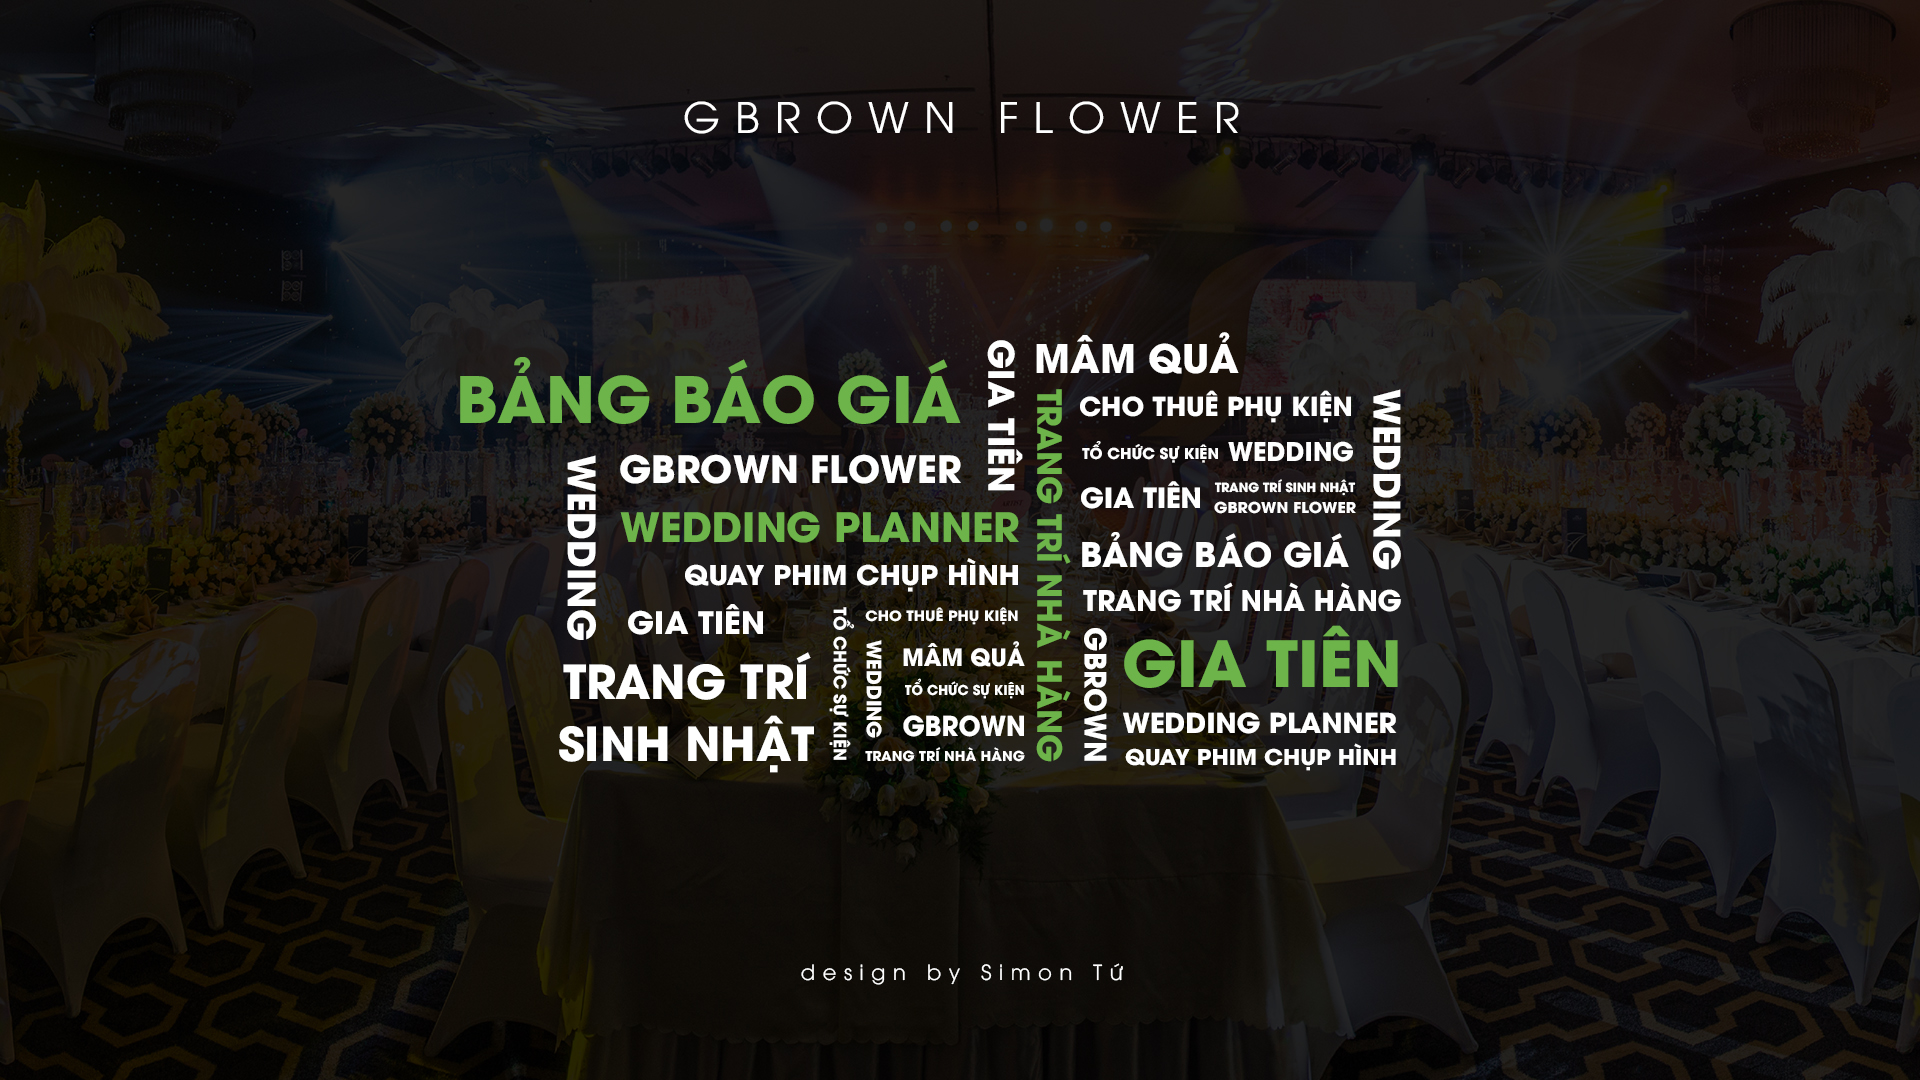 GBROWN FLOWER
BẢNG BÁO GIÁ
WEDDING
GBROWN FLOWER
WEDDING PLANNER
QUAY PHIM CHỤP HÌNH
GIA TIÊN
TRANG TRÍ
SINH NHẬT
TỔ CHỨC SỰ KIỆN
CHO THUÊ PHỤ KIỆN
WEDDING
MÂM QUẢ
TỔ CHỨC SỰ KIỆN
GBROWN
TRANG TRÍ NHÀ HÀNG
GIA TIÊN
TRANG TRÍ NHÀ HÀNG
MÂM QUẢ
CHO THUÊ PHỤ KIỆN
TỔ CHỨC SỰ KIỆN WEDDING
GIA TIÊN
TRANG TRÍ SINH NHẬT
GBROWN FLOWER
WEDDING
BẢNG BÁO GIÁ
TRANG TRÍ NHÀ HÀNG
GBROWN
GIA TIÊN
WEDDING PLANNER
QUAY PHIM CHỤP HÌNH
design by Simon Tứ